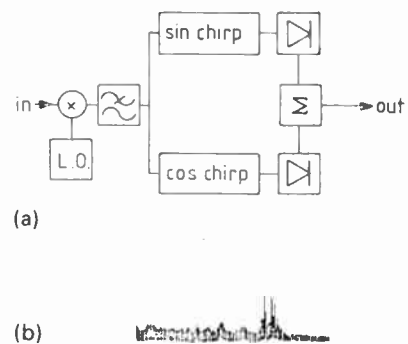 sin chirp
in
×
Σ
out
L.O.
cos chirp
(a)
(b)